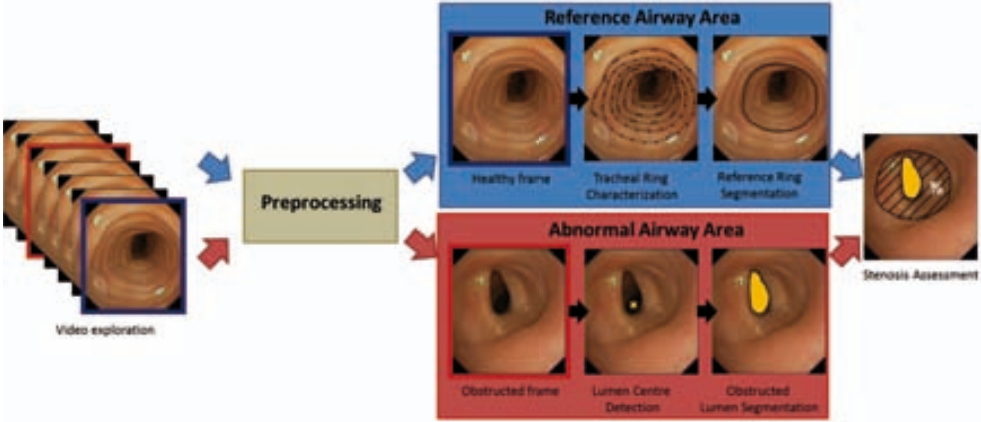 Reference Airway Area
Healthy frame
Tracheal Ring
Characterization
Reference Ring
Segmentation
Video exploration
Preprocessing
Abnormal Airway Area
Obstructed frame
Lumen Centre
Detection
Obstructed
Lumen Segmentation
Stenosis Assessment